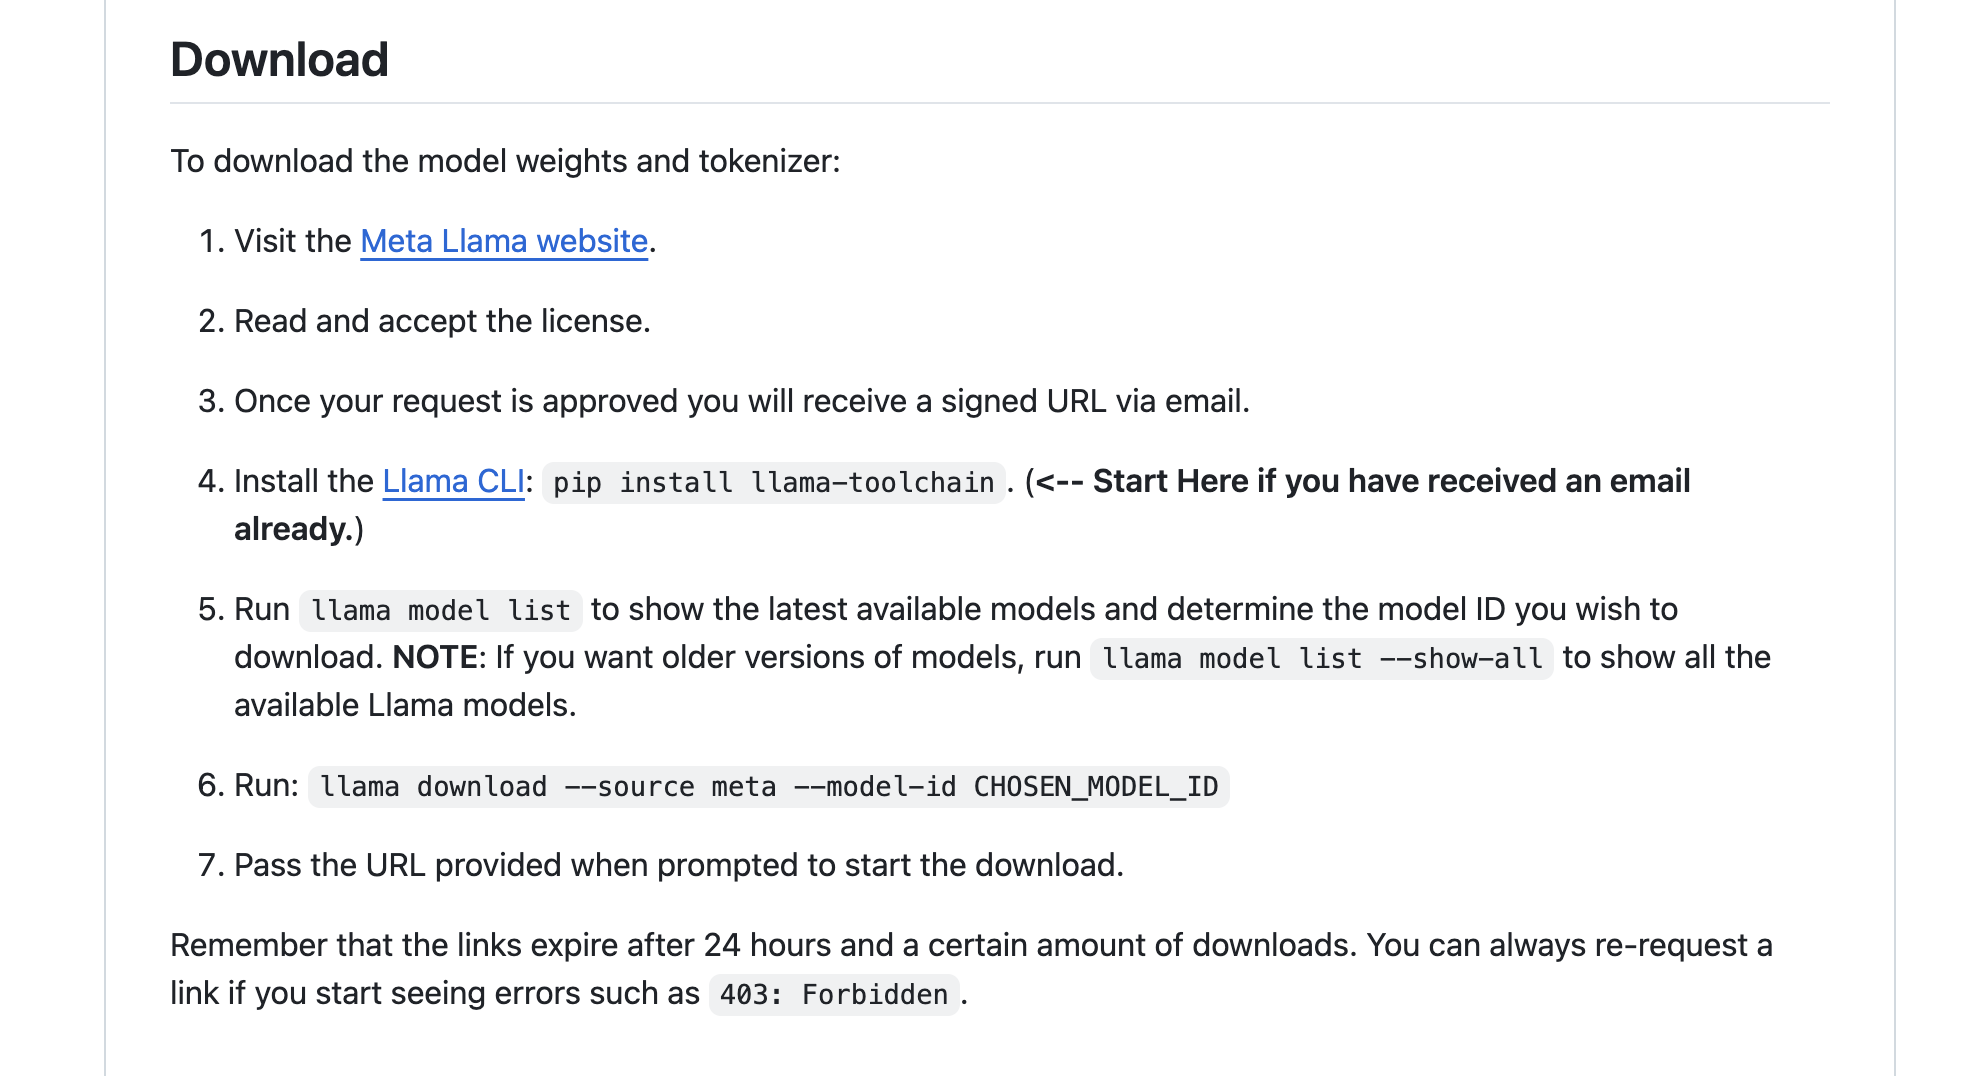 Download
To download the model weights and tokenizer:
1. Visit the Meta Llama website.
2. Read and accept the license.
3. Once your request is approved you will receive a signed URL via email.
4. Install the Llama CLI: pip install llama-toolchain. (<-- Start Here if you have received an email
already.)
5. Run llama model list to show the latest available models and determine the model ID you wish to
download. NOTE: If you want older versions of models, run llama model list --show-all to show all the
available Llama models.
6. Run: llama download --source meta --model-id CHOSEN_MODEL_ID
7. Pass the URL provided when prompted to start the download.
Remember that the links expire after 24 hours and a certain amount of downloads. You can always re-request a
link if you start seeing errors such as 403: Forbidden.